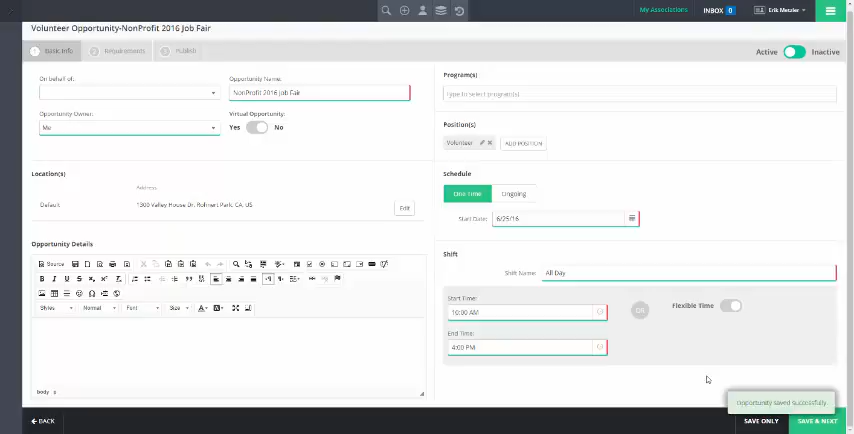 My Associations
INBOX 0
Erik Metzler
Volunteer Opportunity-NonProfit 2016 Job Fair
1 Basic Info
2 Requirements
3 Publish
Active
Inactive
On behalf of:
Opportunity Name:
NonProfit 2016 Job Fair
Opportunity Owner:
Me
Virtual Opportunity:
Yes
No
Program(s)
Type to select program(s)
Position(s)
Volunteer
ADD POSITION
Location(s)
Address
Default
1300 Valley House Dr. Rohnert Park, CA, US
Edit
Schedule
One Time
Ongoing
Start Date:
6/25/16
Opportunity Details
Source
Styles
Normal
Font
Size
body p
Shift
Shift Name:
All Day
Start Time:
10:00 AM
OR
Flexible Time
End Time:
4:00 PM
Opportunity saved successfully.
BACK
SAVE ONLY
SAVE & NEXT